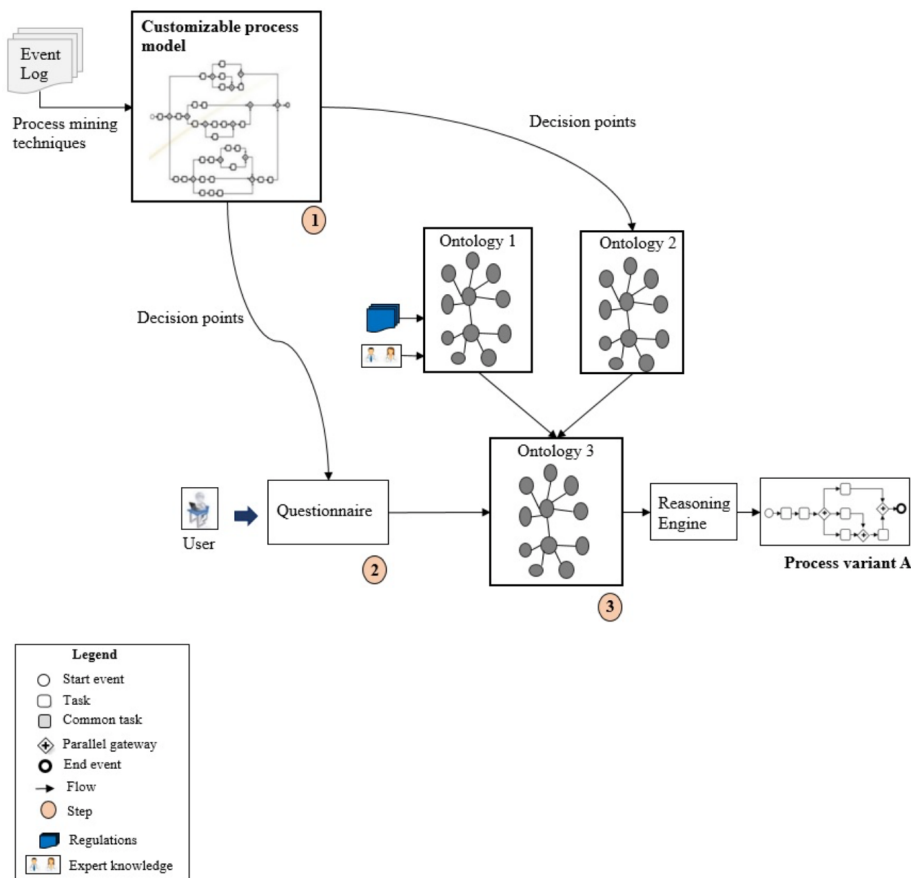 Customizable process
model
Event
Log
Process mining
techniques
Decision points
1
Ontology 1
Ontology 2
Decision points
Ontology 3
Questionnaire
Reasoning
Engine
User
Process variant A
2
3
Legend
Start event
Task
Common task
Parallel gateway
End event
Flow
Step
Regulations
Expert knowledge